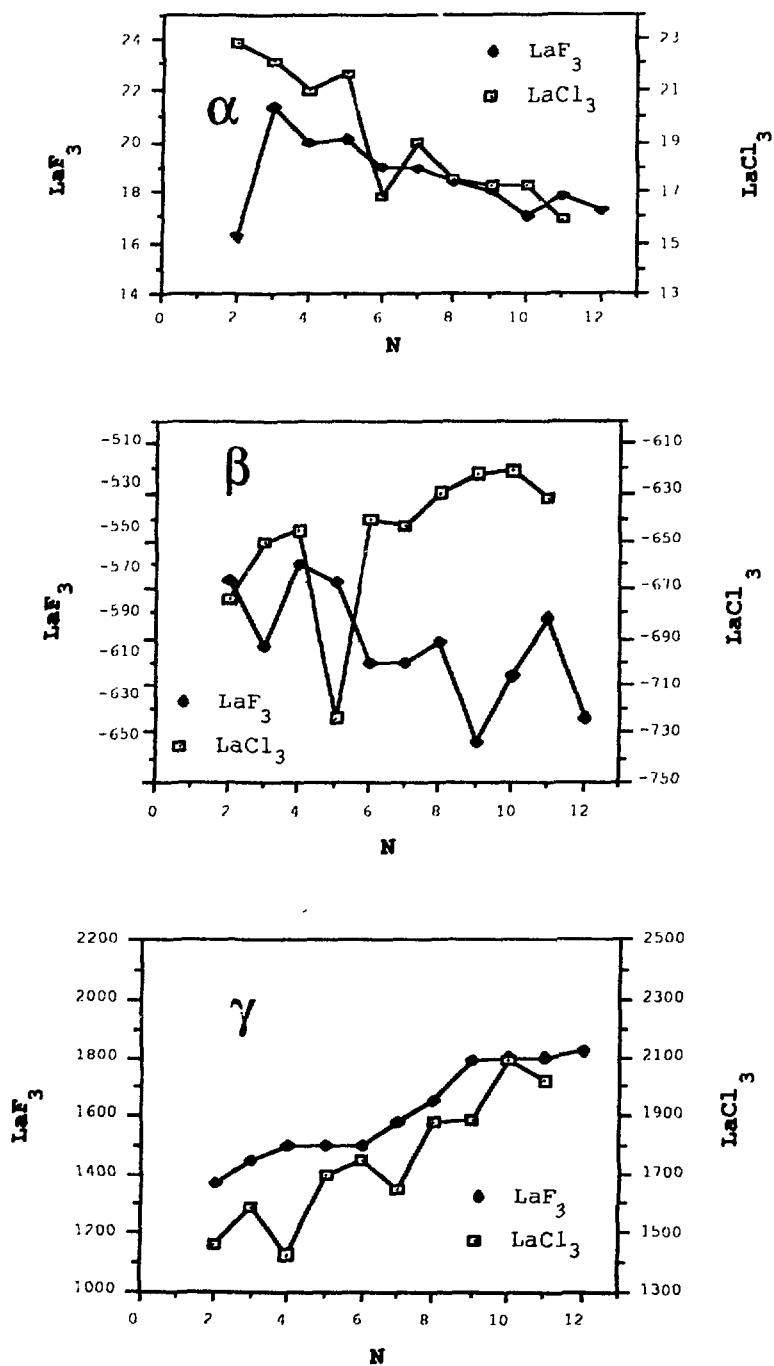 24
22
20
18
16
14
LaF3
α
LaF3
LaCl3
23
21
19
17
15
13
LaCl3
0 2 4 6 8 10 12
N
-510
-530
-550
-570
-590
-610
-630
-650
LaF3
β
LaF3
LaCl3
-610
-630
-650
-670
-690
-710
-730
-750
LaCl3
0 2 4 6 8 10 12
N
2200
2000
1800
1600
1400
1200
1000
LaF3
γ
LaF3
LaCl3
2500
2300
2100
1900
1700
1500
1300
LaCl3
0 2 4 6 8 10 12
N